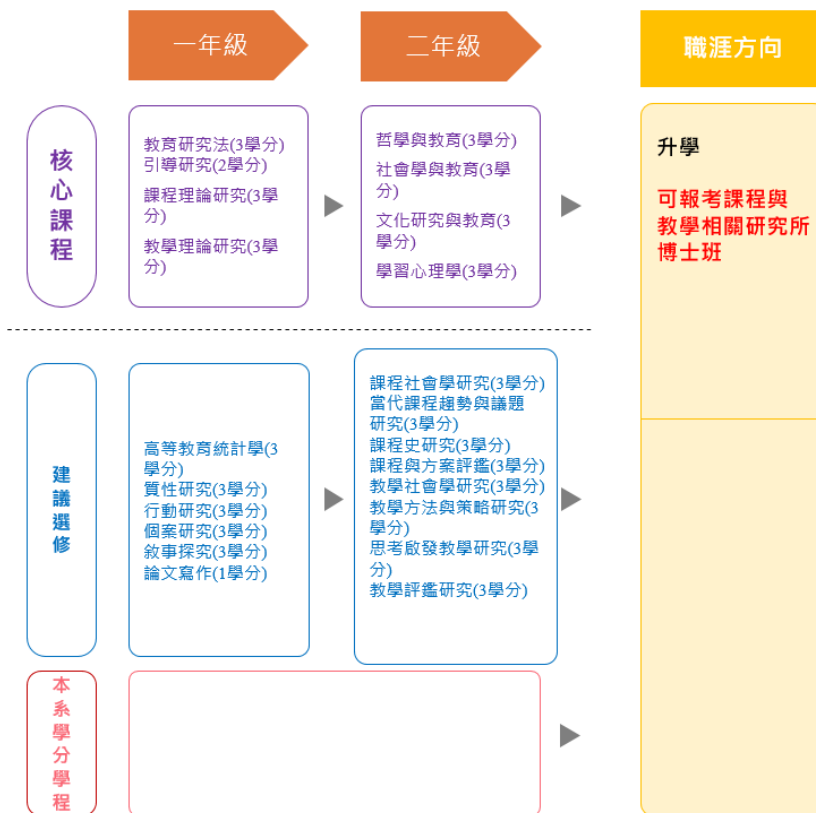 一年級
二年級
職涯方向
核
心
課
程
教育研究法(3學分)
引導研究(2學分)
課程理論研究(3學
分)
教學理論研究(3學
分)
哲學與教育(3學分)
社會學與教育(3學
分)
文化研究與教育(3
學分)
學習心理學(3學分)
升學
可報考課程與
教學相關研究所
博士班
建
議
選
修
高等教育統計學(3
學分)
質性研究(3學分)
行動研究(3學分)
個案研究(3學分)
敘事探究(3學分)
論文寫作(1學分)
課程社會學研究(3學分)
當代課程趨勢與議題
研究(3學分)
課程史研究(3學分)
課程與方案評鑑(3學分)
教學社會學研究(3學分)
教學方法與策略研究(3
學分)
思考啟發教學研究(3學
分)
教學評鑑研究(3學分)
本
系
學
分
學
程